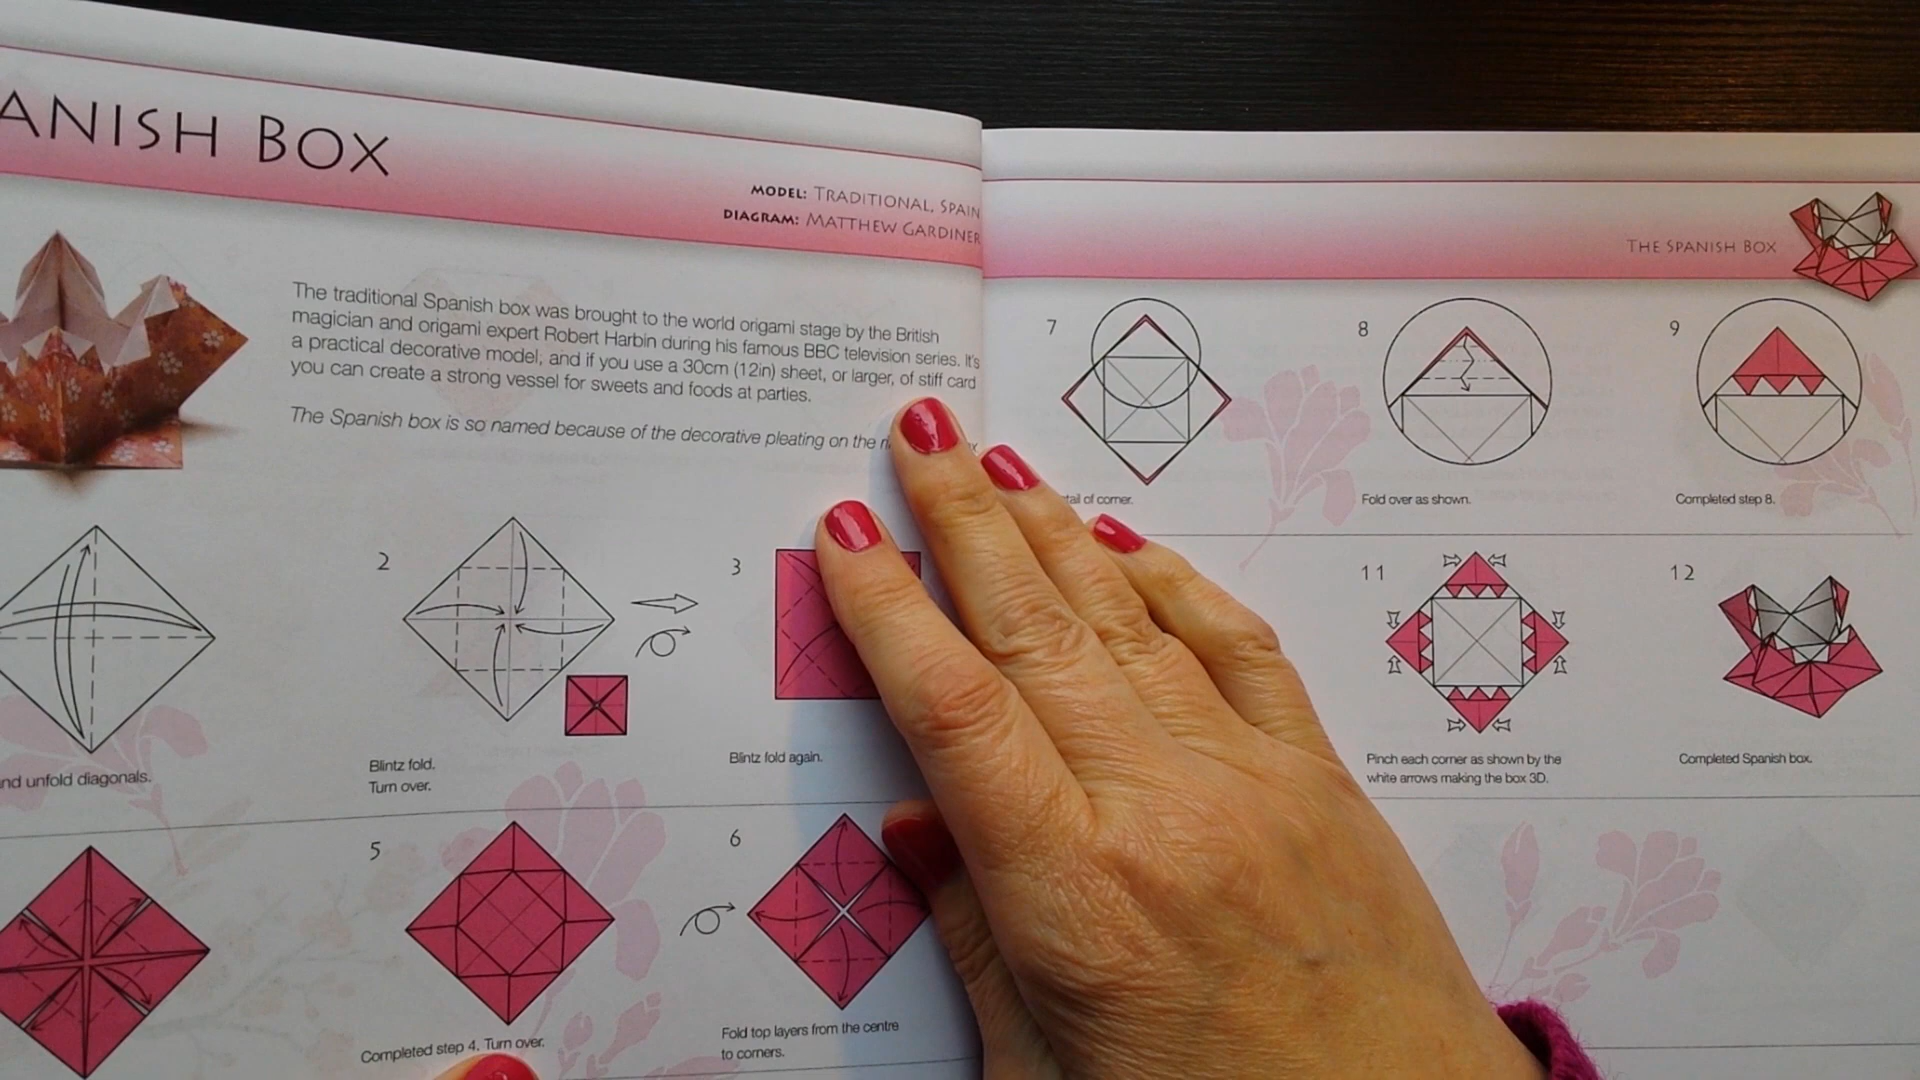 ANISH BOX
MODEL: TRADITIONAL, SPAIN
DIAGRAM: MATTHEW GARDINER
The traditional Spanish box was brought to the world origami stage by the British
magician and origami expert Robert Harbin during his famous BBC television series. It's
a practical decorative model, and if you use a 30cm (12in) sheet, or larger, of stiff card
you can create a strong vessel for sweets and foods at parties.
The Spanish box is so named because of the decorative pleating on the
2
3
nd unfold diagonals.
Blintz fold.
Turn over.
Blintz fold again.
5
6
Completed step 4. Turn over.
Fold top layers from the centre
to corners.
THE SPANISH BOX
7
8
9
tail of corner.
Fold over as shown.
Completed step 8.
11
12
Pinch each corner as shown by the
white arrows making the box 3D.
Completed Spanish box.